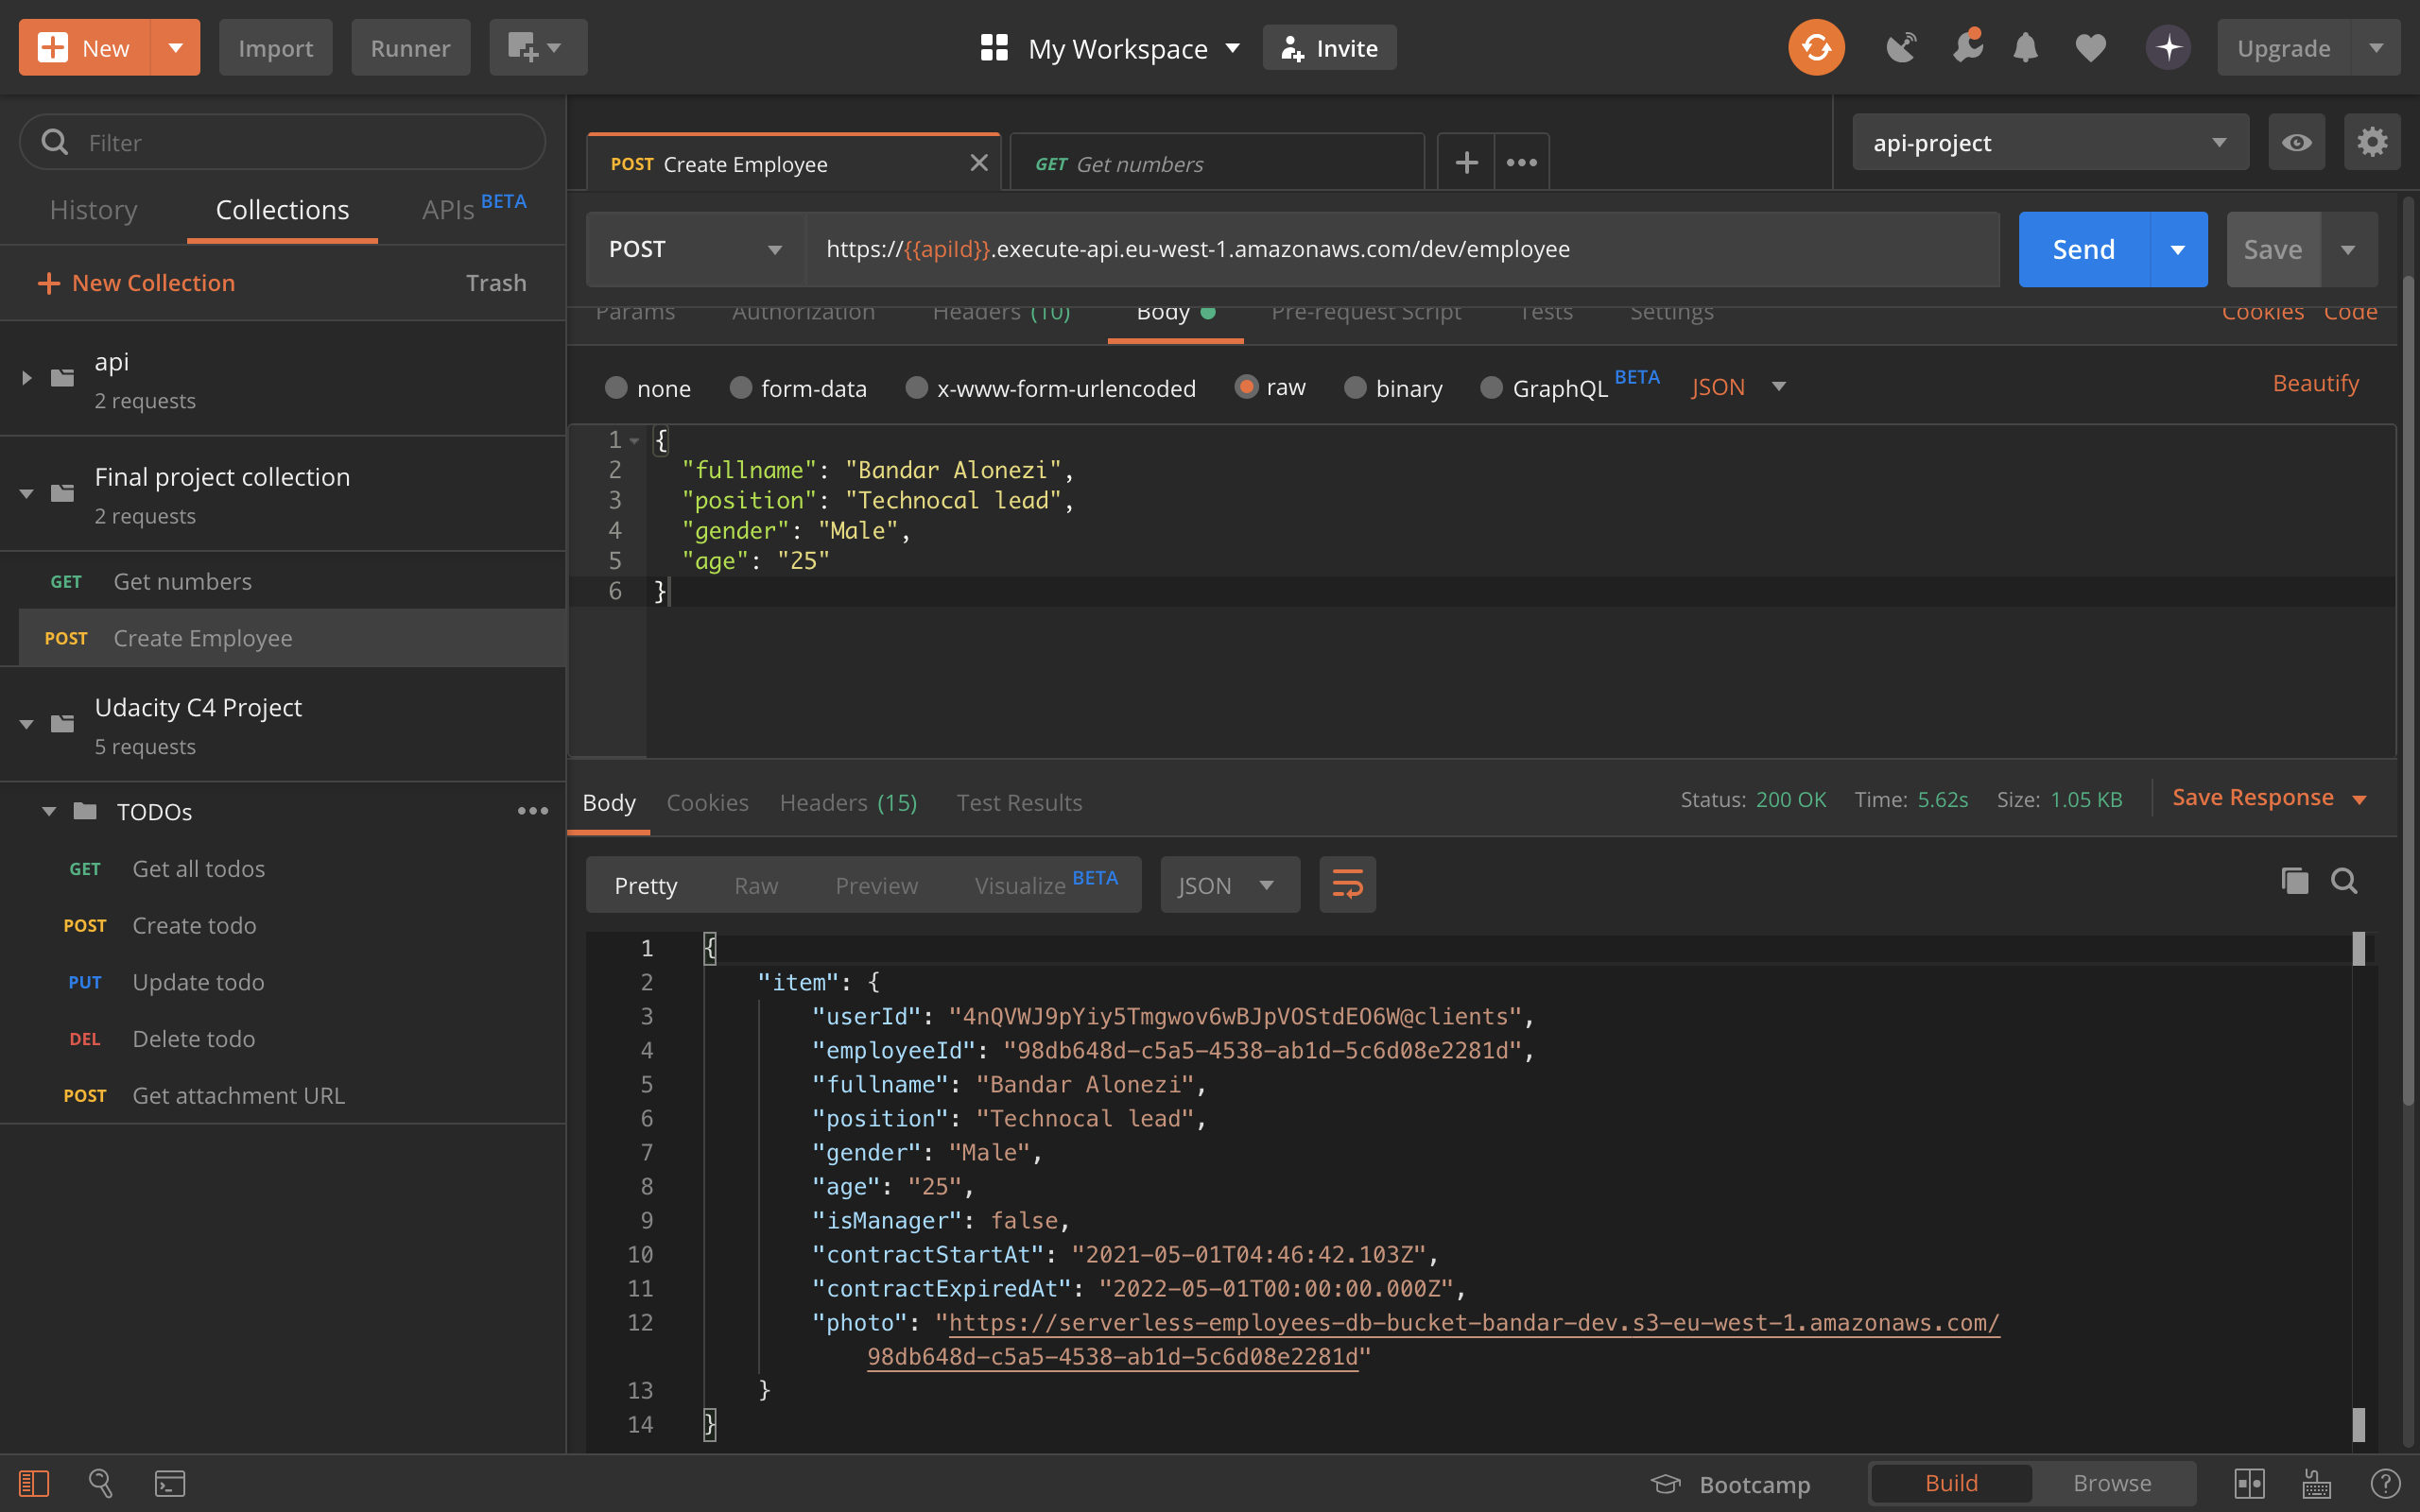 New
Import
Runner
My Workspace
Invite
Upgrade
Filter
History
Collections
APIs BETA
New Collection
Trash
api
2 requests
Final project collection
2 requests
GET Get numbers
POST Create Employee
Udacity C4 Project
5 requests
TODOs
GET Get all todos
POST Create todo
PUT Update todo
DEL Delete todo
POST Get attachment URL
POST Create Employee
GET Get numbers
api-project
POST
https://{{apiId}}.execute-api.eu-west-1.amazonaws.com/dev/employee
Send
Save
Params Authorization Headers (10) Body Pre-request Script Tests Settings Cookies Code
none form-data x-www-form-urlencoded raw binary GraphQL BETA JSON Beautify
1 {
2 "fullname": "Bandar Alonezi",
3 "position": "Technocal lead",
4 "gender": "Male",
5 "age": "25"
6 }
Body Cookies Headers (15) Test Results Status: 200 OK Time: 5.62s Size: 1.05 KB Save Response
Pretty Raw Preview Visualize BETA JSON
1 {
2 "item": {
3 "userId": "4nQVWJ9pYiy5Tmgwov6wBJpVOStdEO6W@clients",
4 "employeeId": "98db648d-c5a5-4538-ab1d-5c6d08e2281d",
5 "fullname": "Bandar Alonezi",
6 "position": "Technocal lead",
7 "gender": "Male",
8 "age": "25",
9 "isManager": false,
10 "contractStartAt": "2021-05-01T04:46:42.103Z",
11 "contractExpiredAt": "2022-05-01T00:00:00.000Z",
12 "photo": "https://serverless-employees-db-bucket-bandar-dev.s3-eu-west-1.amazonaws.com/
98db648d-c5a5-4538-ab1d-5c6d08e2281d"
13 }
14 }
Bootcamp
Build
Browse